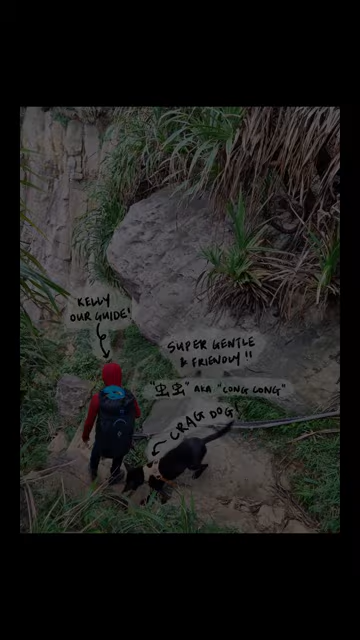 KELLY
OUR GUIDE!
SUPER GENTLE
& FRIENDLY!!
"虫虫" AKA "CONG CONG"
CRAG DOG!